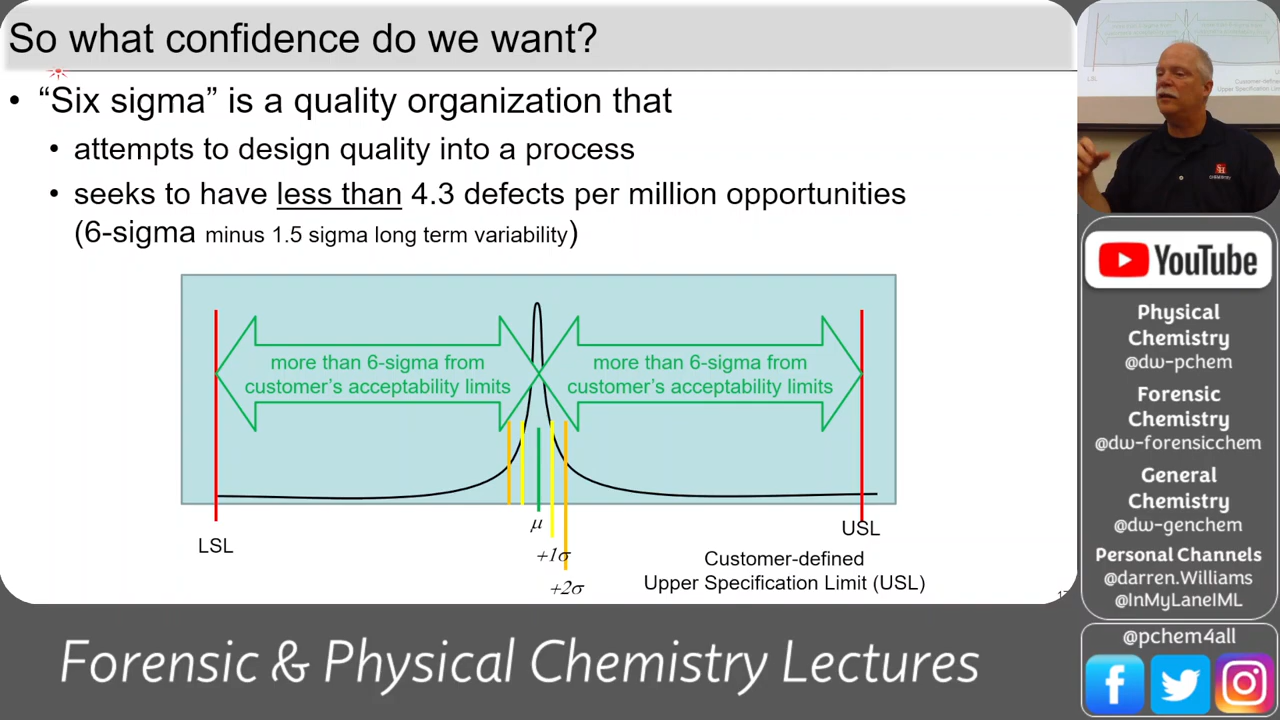 So what confidence do we want?
• “Six sigma” is a quality organization that
• attempts to design quality into a process
• seeks to have less than 4.3 defects per million opportunities
(6-sigma minus 1.5 sigma long term variability)
more than 6-sigma from
customer’s acceptability limits
more than 6-sigma from
customer’s acceptability limits
μ
LSL
USL
+1σ
+2σ
Customer-defined
Upper Specification Limit (USL)
LSL
Customer-defined
CHEMISTRY
YouTube
Physical
Chemistry
@dw-pchem
Forensic
Chemistry
@dw-forensicchem
General
Chemistry
@dw-genchem
Personal Channels
@darren.Williams
@InMyLaneIML
@pchem4all
Forensic & Physical Chemistry Lectures